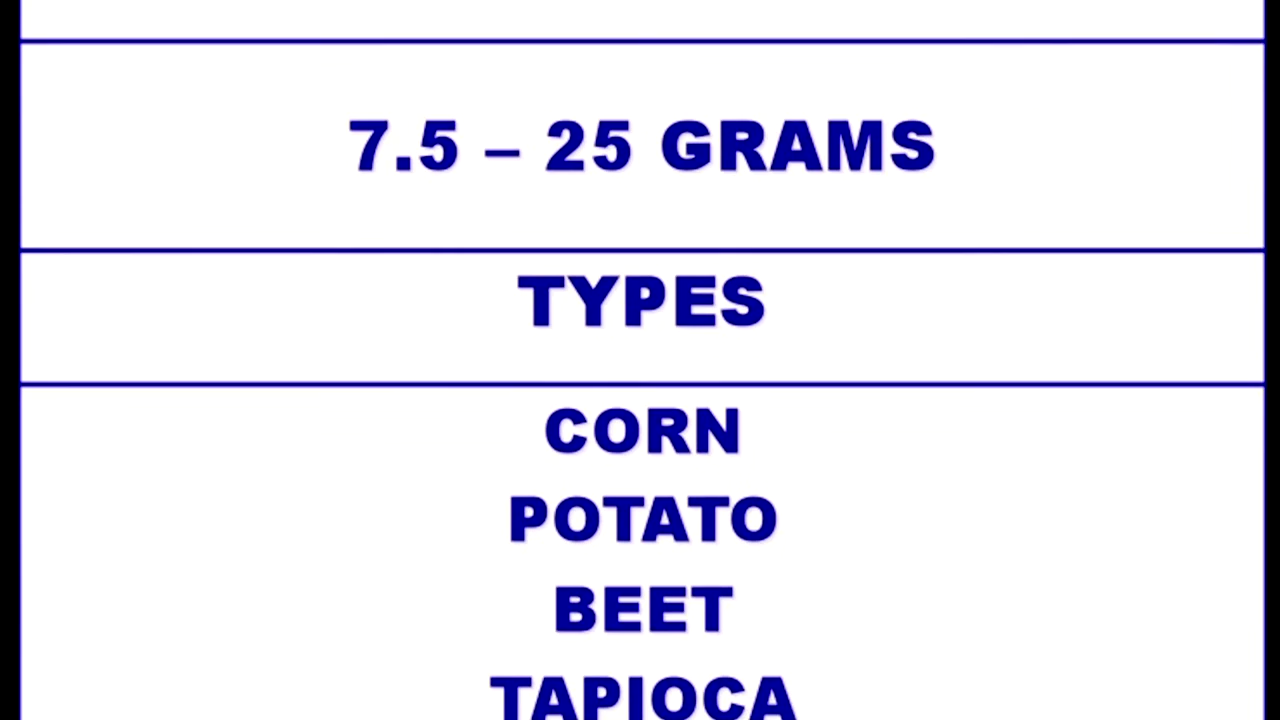 7.5 – 25 GRAMS
TYPES
CORN
POTATO
BEET
TAPIOCA